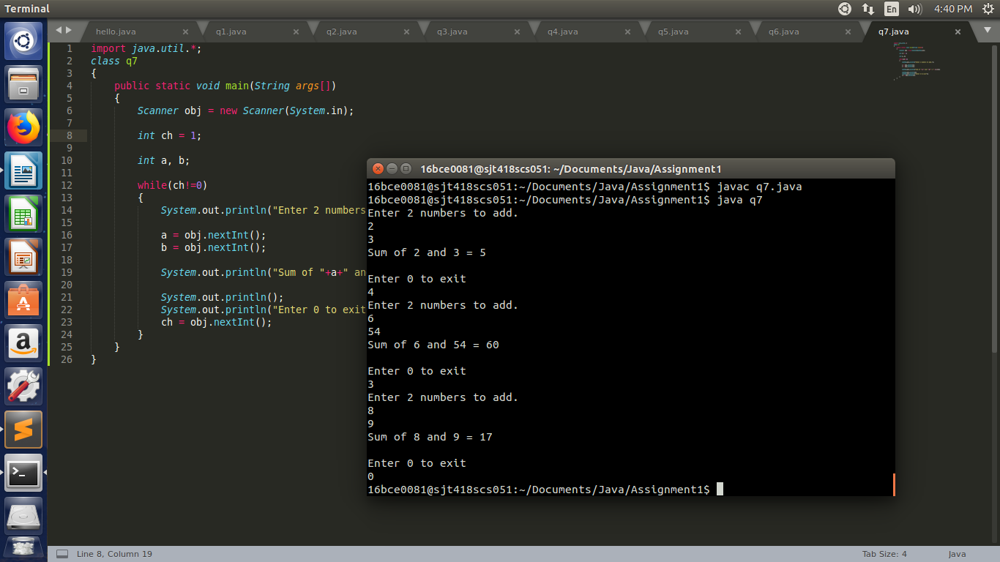 Terminal
En
4:40 PM
hello.java × q1.java × q2.java × q3.java × q4.java × q5.java × q6.java × q7.java ×
1 import java.util.*;
2 class q7
3 {
4 public static void main(String args[])
5 {
6 Scanner obj = new Scanner(System.in);
7
8 int ch = 1;
9
10 int a, b;
11
12 while(ch!=0)
13 {
14 System.out.println("Enter 2 numbers
15
16 a = obj.nextInt();
17 b = obj.nextInt();
18
19 System.out.println("Sum of "+a+" an
20
21 System.out.println();
22 System.out.println("Enter 0 to exit
23 ch = obj.nextInt();
24 }
25 }
26 }
16bce0081@sjt418scs051: ~/Documents/Java/Assignment1
16bce0081@sjt418scs051:~/Documents/Java/Assignment1$ javac q7.java
16bce0081@sjt418scs051:~/Documents/Java/Assignment1$ java q7
Enter 2 numbers to add.
2
3
Sum of 2 and 3 = 5

Enter 0 to exit
4
Enter 2 numbers to add.
6
54
Sum of 6 and 54 = 60

Enter 0 to exit
3
Enter 2 numbers to add.
8
9
Sum of 8 and 9 = 17

Enter 0 to exit
0
16bce0081@sjt418scs051:~/Documents/Java/Assignment1$
Line 8, Column 19
Tab Size: 4
Java